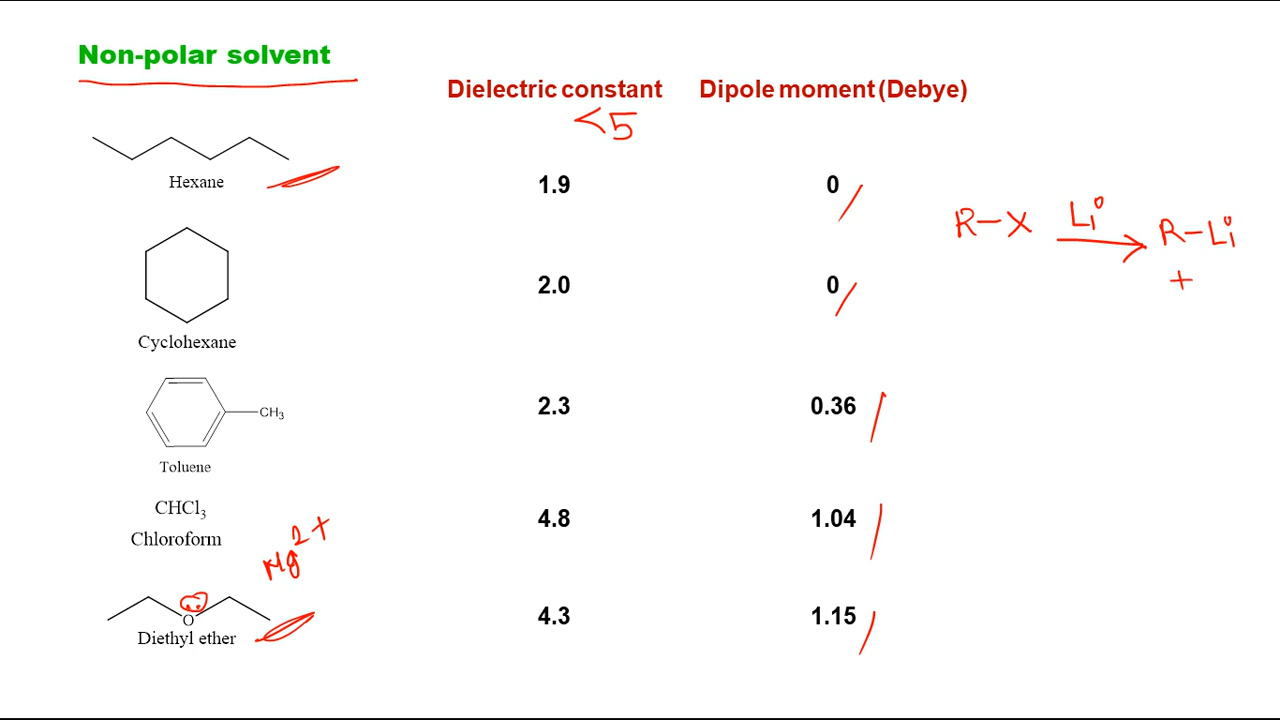 Non-polar solvent
Dielectric constant Dipole moment (Debye)
<5
Hexane 1.9 0
R-X Li⁰ → R-Li
+
2.0 0
Cyclohexane
CH₃ 2.3 0.36
Toluene
CHCl₃
Chloroform 4.8 1.04
Mg²⁺
O 4.3 1.15
Diethyl ether